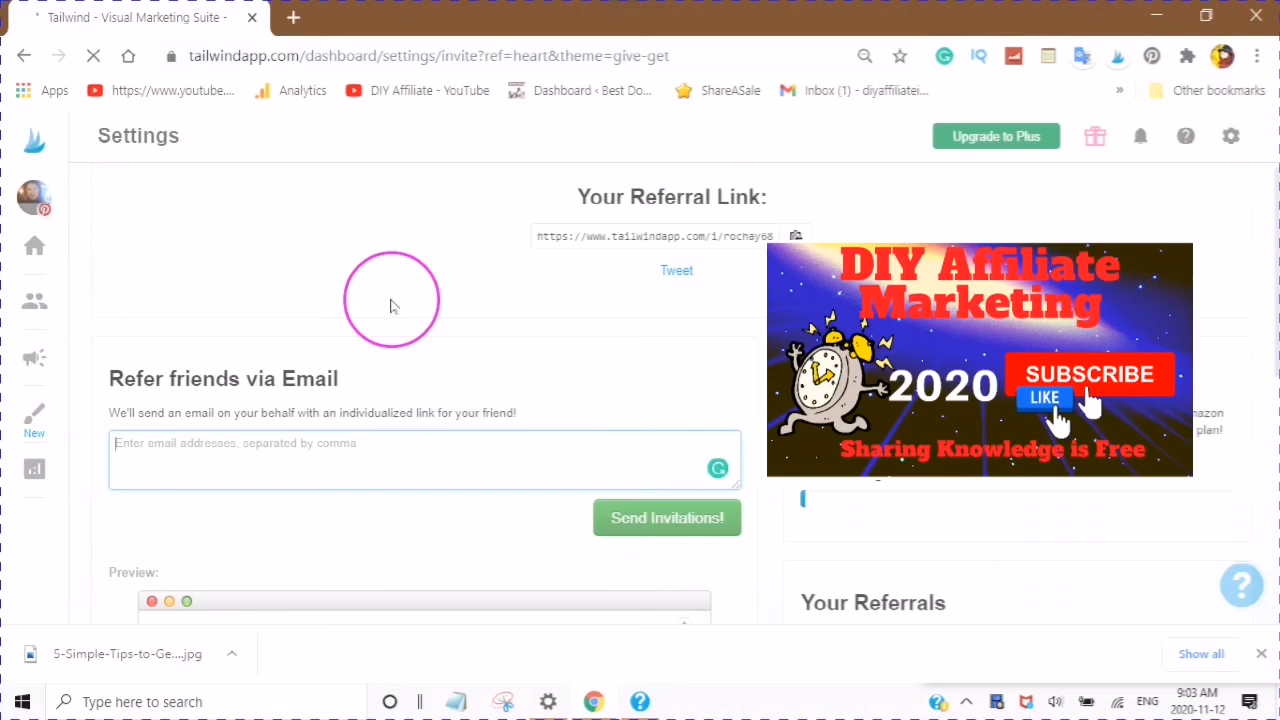 Tailwind - Visual Marketing Suite -
tailwindapp.com/dashboard/settings/invite?ref=heart&theme=give-get
Apps
https://www.youtube....
Analytics
DIY Affiliate - YouTube
Dashboard ‹ Best Do...
ShareASale
Inbox (1) - diyaffiliatei...
»
Other bookmarks
Settings
Upgrade to Plus
Your Referral Link:
https://www.tailwindapp.com/i/rochay68
Tweet
DIY Affiliate
Marketing
2020
SUBSCRIBE
LIKE
Sharing Knowledge is Free
Refer friends via Email
We'll send an email on your behalf with an individualized link for your friend!
Enter email addresses, separated by comma
plan!
Send Invitations!
Preview:
Your Referrals
New
5-Simple-Tips-to-Ge....jpg
Show all
Type here to search
ENG
9:03 AM
2020-11-12